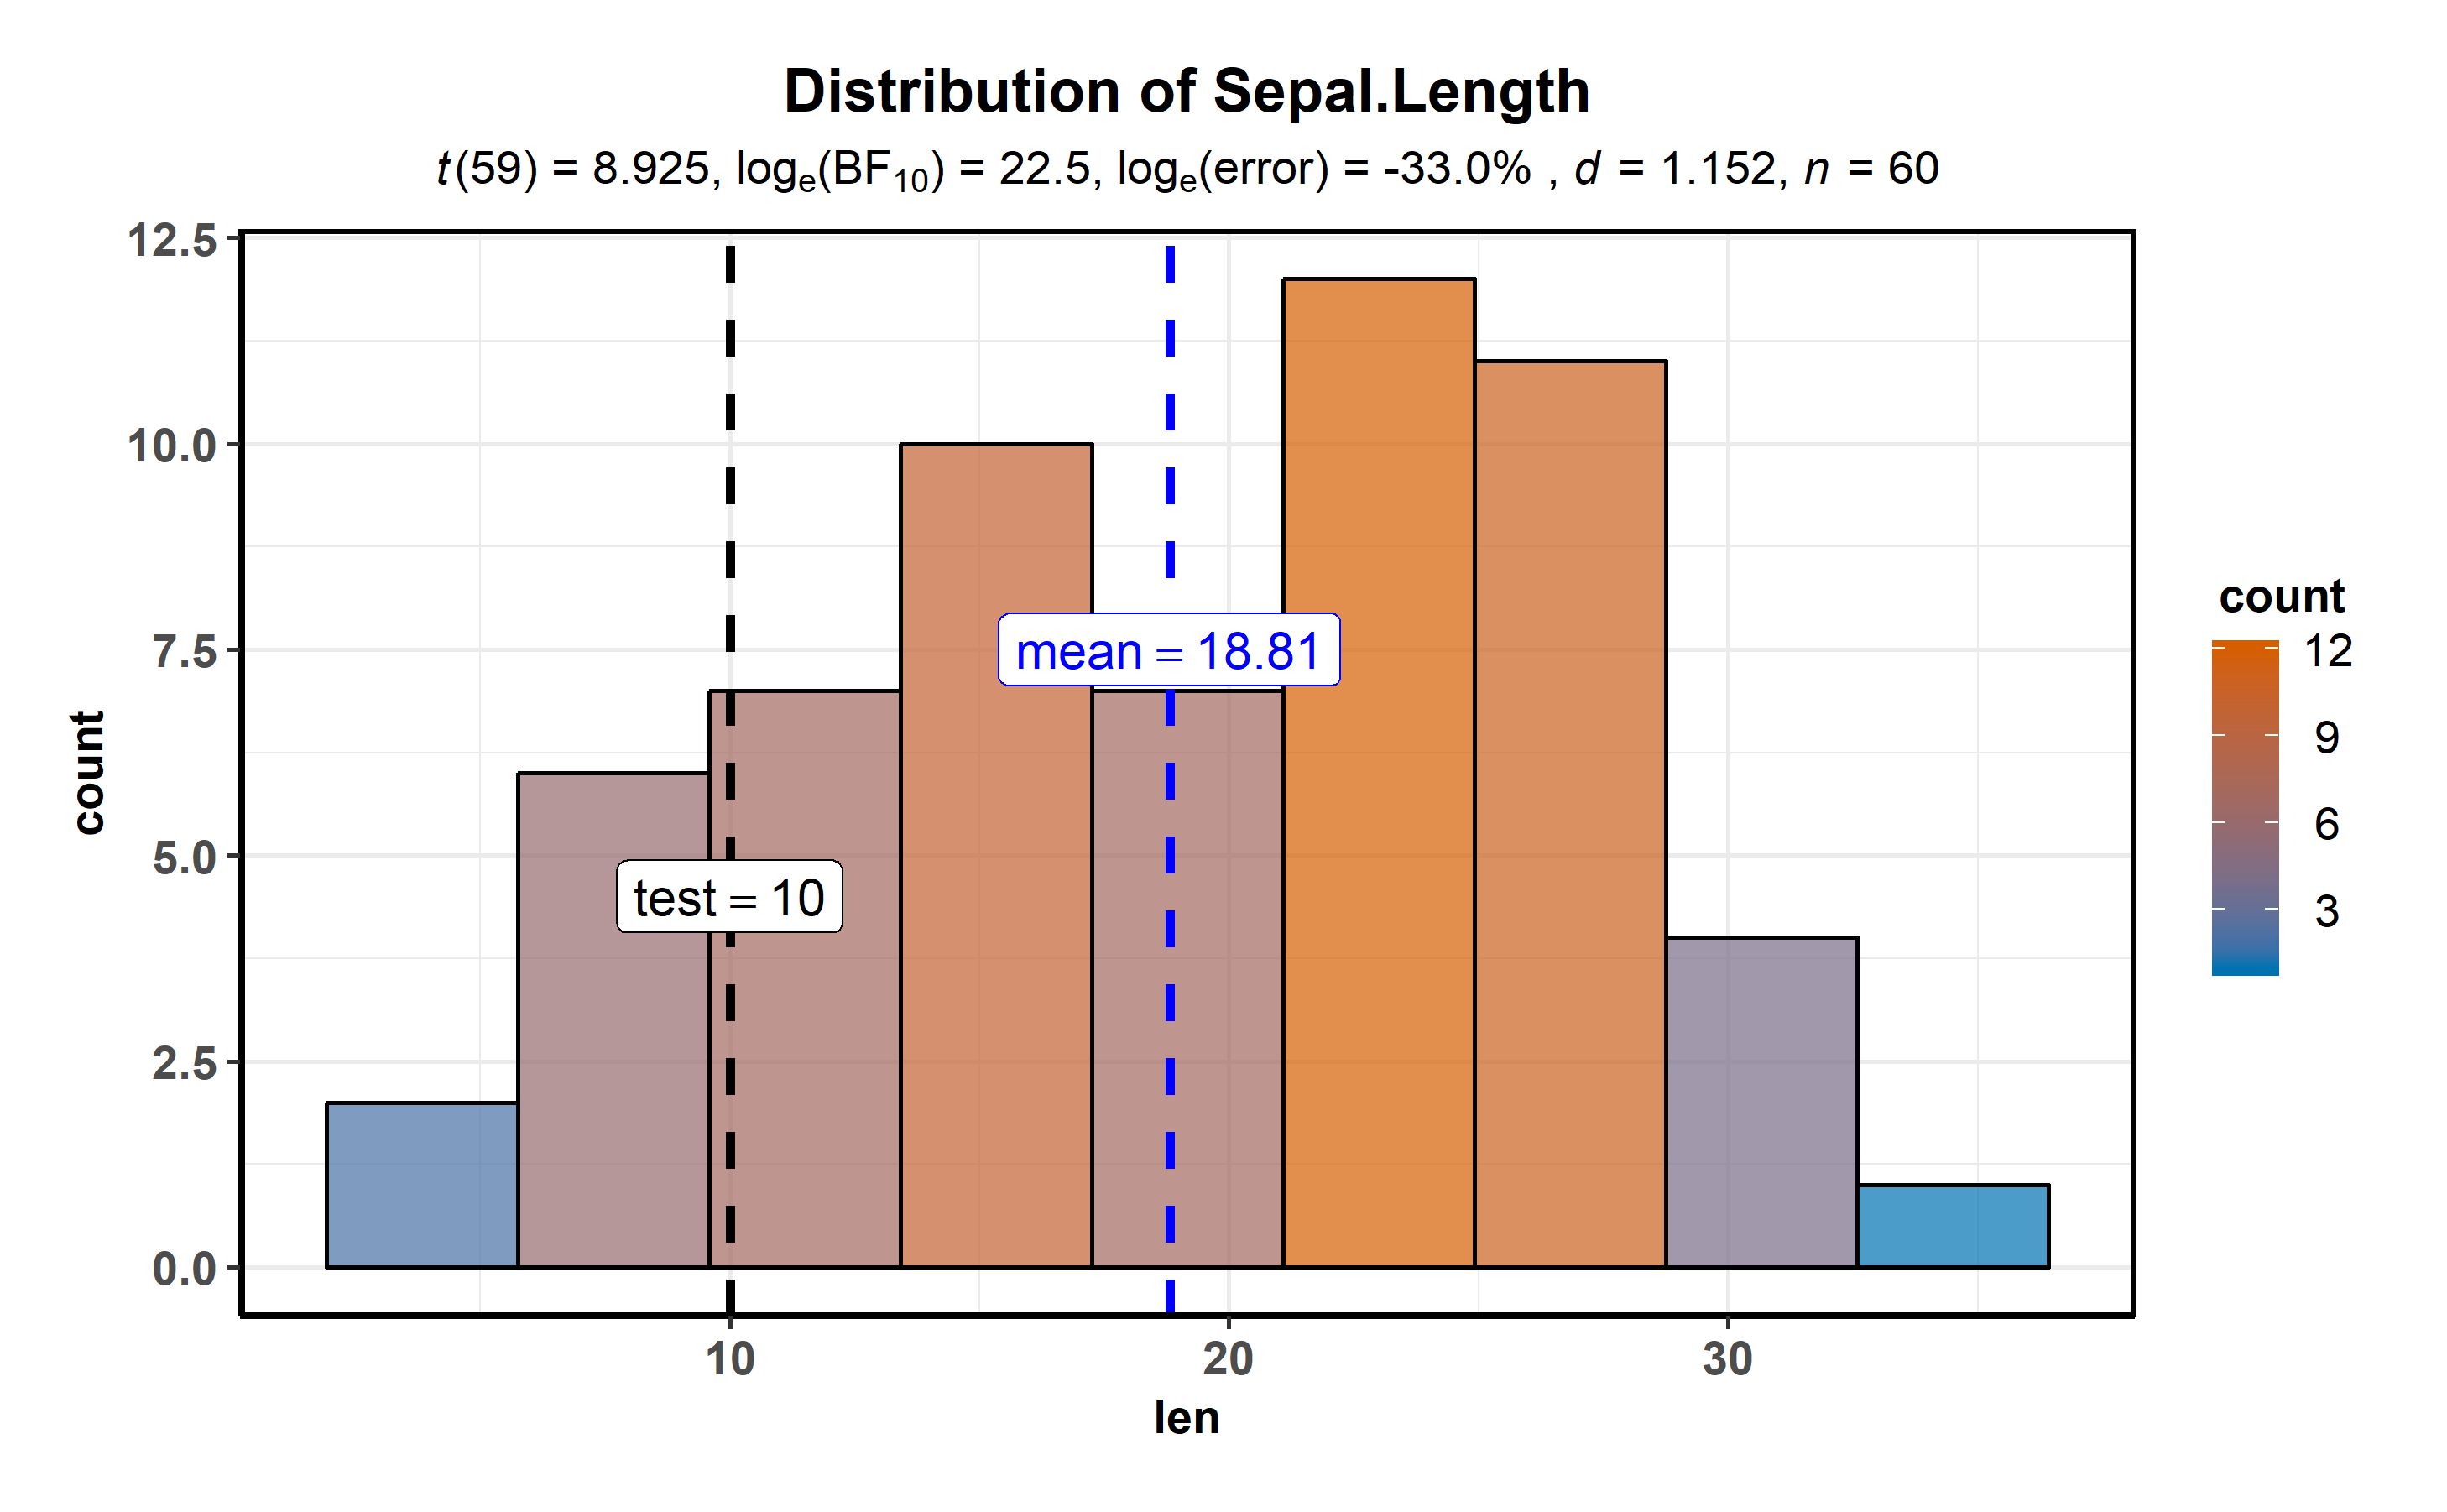 Distribution of Sepal.Length
t(59) = 8.925, logₑ(BF₁₀) = 22.5, logₑ(error) = -33.0% , d = 1.152, n = 60
12.5
10.0
7.5
5.0
2.5
0.0
count
mean = 18.81
test = 10
10 20 30
len
count
12
9
6
3